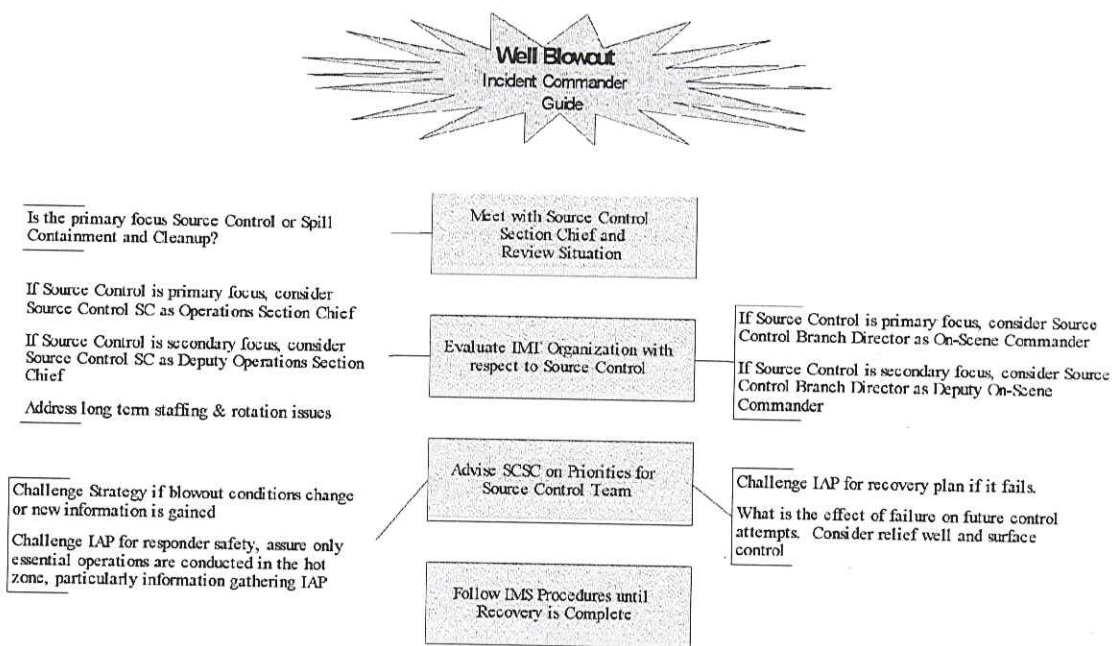 Well Blowout
Incident Commander
Guide
Is the primary focus Source Control or Spill
Containment and Cleanup?
Meet with Source Control
Section Chief and
Review Situation
If Source Control is primary focus, consider
Source Control SC as Operations Section Chief
If Source Control is secondary focus, consider
Source Control SC as Deputy Operations Section
Chief
Address long term staffing & rotation issues
Evaluate IMT Organization with
respect to Source Control
If Source Control is primary focus, consider Source
Control Branch Director as On-Scene Commander
If Source Control is secondary focus, consider Source
Control Branch Director as Deputy On-Scene
Commander
Challenge Strategy if blowout conditions change
or new information is gained
Challenge IAP for responder safety, assure only
essential operations are conducted in the hot
zone, particularly information gathering IAP
Advise SCSC on Priorities for
Source Control Team
Challenge IAP for recovery plan if it fails.
What is the effect of failure on future control
attempts. Consider relief well and surface
control
Follow IMS Procedures until
Recovery is Complete